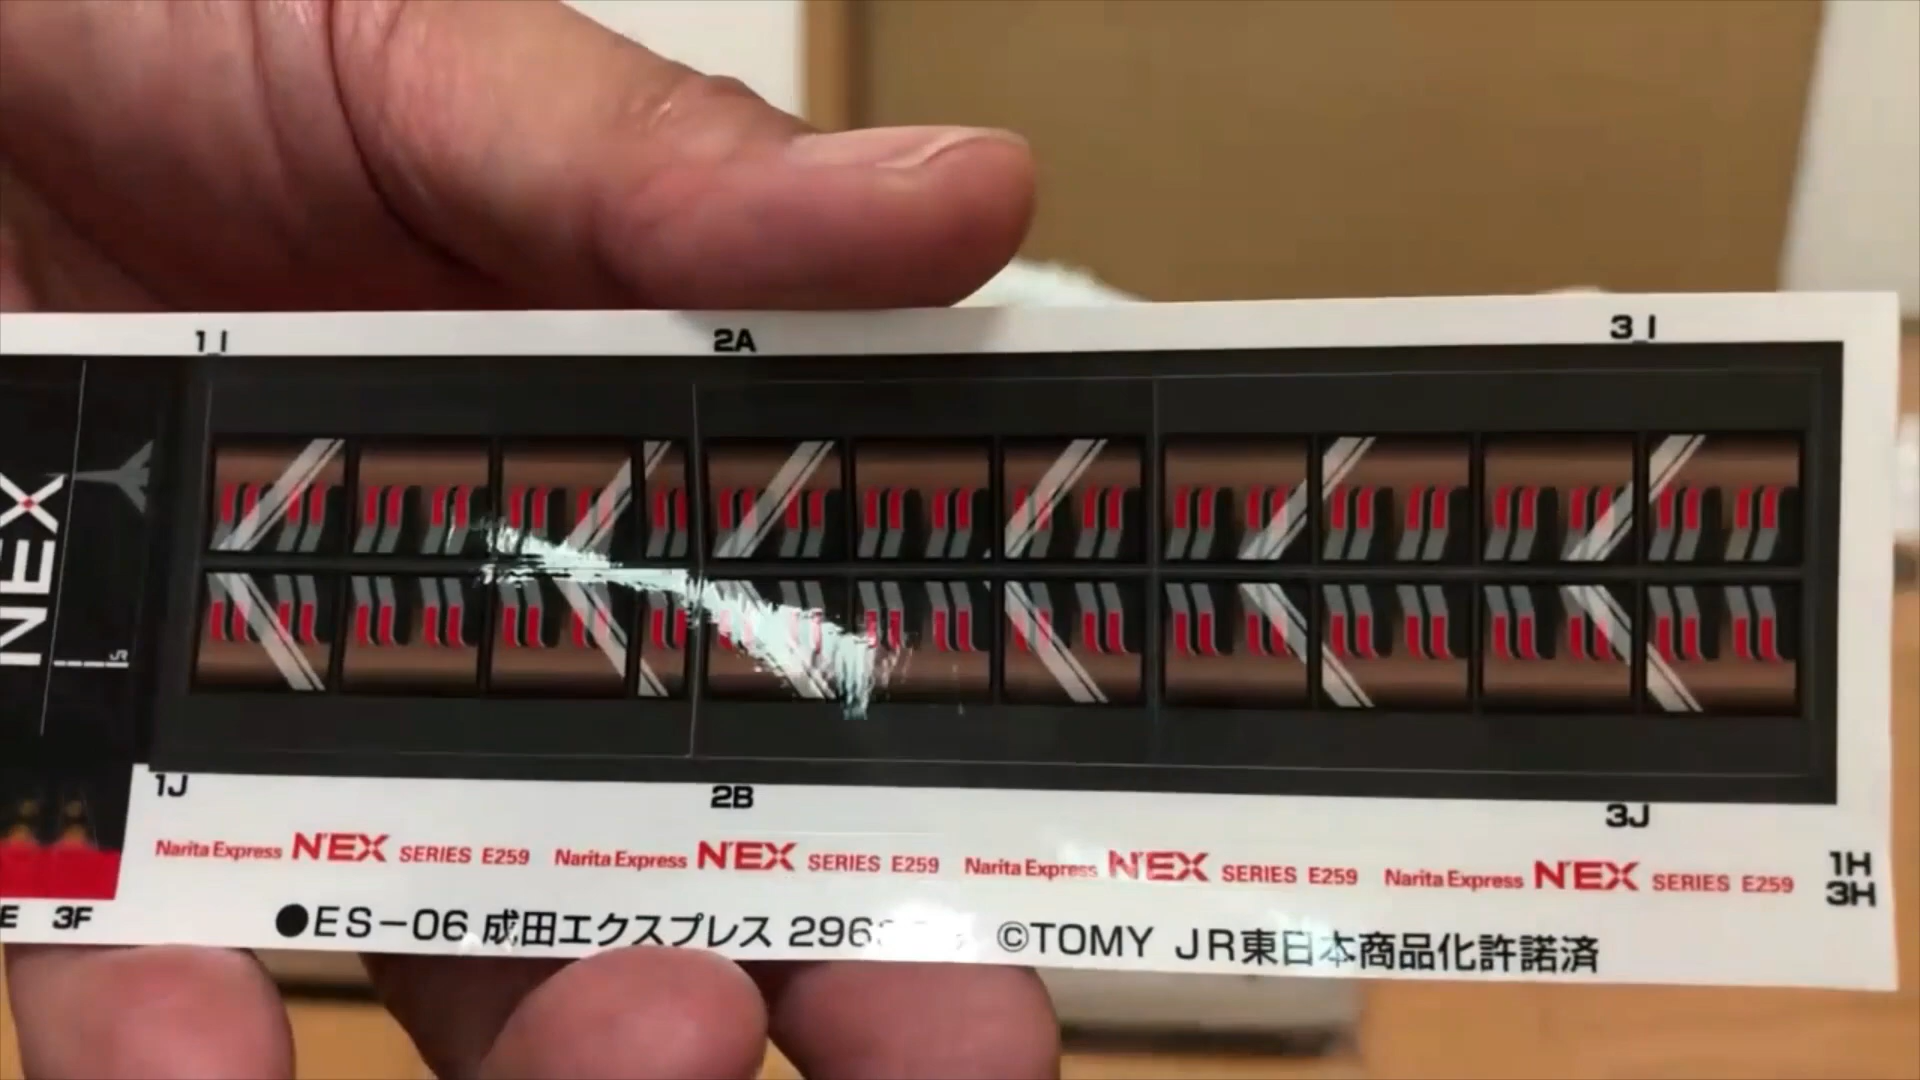 1I 2A 3I
NEX
JR
1J 2B 3J
Narita Express N'EX SERIES E259 Narita Express N'EX SERIES E259 Narita Express N'EX SERIES E259 Narita Express N'EX SERIES E259
1H
3H
E 3F
●ES-06 成田エクスプレス ©TOMY JR東日本商品化許諾済